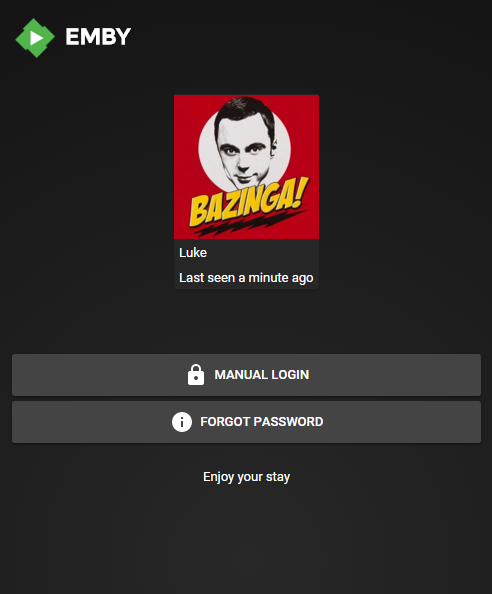 EMBY
BAZINGA!
Luke
Last seen a minute ago
MANUAL LOGIN
FORGOT PASSWORD
Enjoy your stay